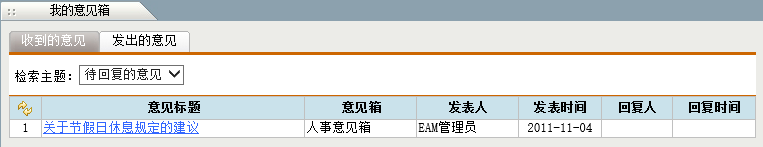 我的意见箱
收到的意见 发出的意见
检索主题： 待回复的意见
意见标题 意见箱 发表人 发表时间 回复人 回复时间
1 关于节假日休息规定的建议 人事意见箱 EAM管理员 2011-11-04